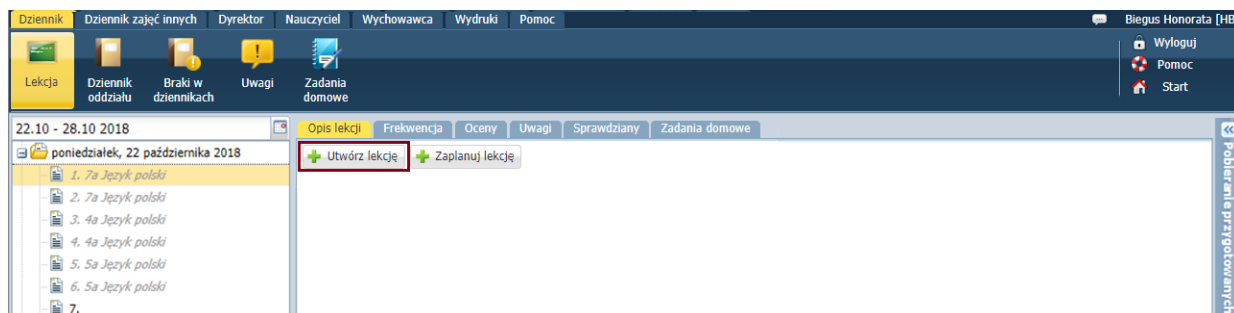 Dziennik Dziennik zajęć innych Dyrektor Nauczyciel Wychowawca Wydruki Pomoc Biegus Honorata [HB
Wyloguj
Pomoc
Start
Lekcja Dziennik oddziału Braki w dziennikach Uwagi Zadania domowe
22.10 - 28.10 2018
Opis lekcji Frekwencja Oceny Uwagi Sprawdziany Zadania domowe
poniedziałek, 22 października 2018
Utwórz lekcję Zaplanuj lekcję
1. 7a Język polski
2. 7a Język polski
3. 4a Język polski
4. 4a Język polski
5. 5a Język polski
6. 5a Język polski
7.
Pobieranie przygotowanych